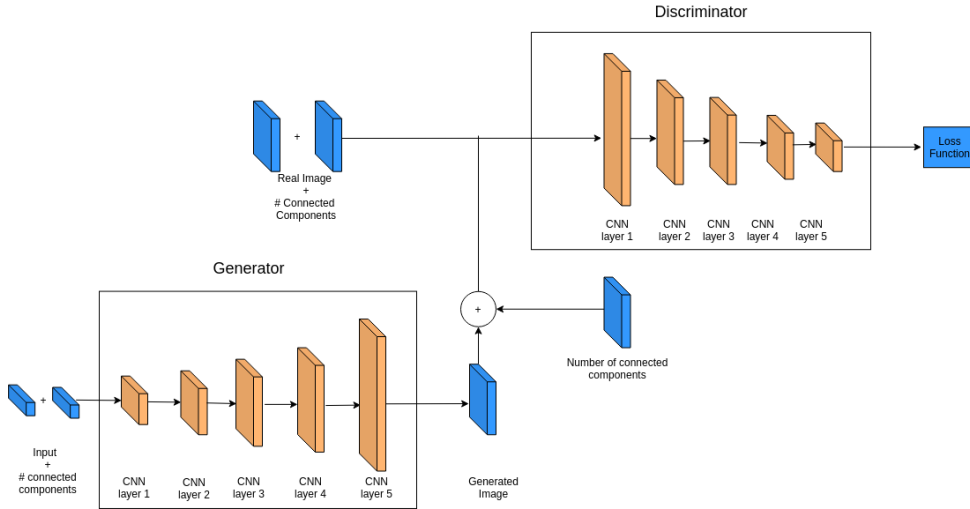 Discriminator
+
Real Image
+
# Connected
Components
CNN
layer 1
CNN
layer 2
CNN
layer 3
CNN
layer 4
CNN
layer 5
Loss
Function
Generator
+
Number of connected
components
+
Input
+
# connected
components
CNN
layer 1
CNN
layer 2
CNN
layer 3
CNN
layer 4
CNN
layer 5
Generated
Image